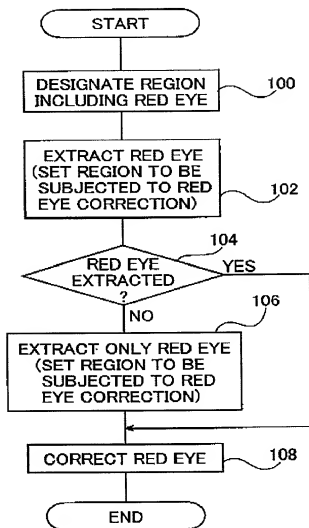 START
DESIGNATE REGION
INCLUDING RED EYE
100
EXTRACT RED EYE
(SET REGION TO BE
SUBJECTED TO RED
EYE CORRECTION)
102
104
RED EYE
EXTRACTED
?
YES
NO
106
EXTRACT ONLY RED EYE
(SET REGION TO BE
SUBJECTED TO RED
EYE CORRECTION)
CORRECT RED EYE
108
END